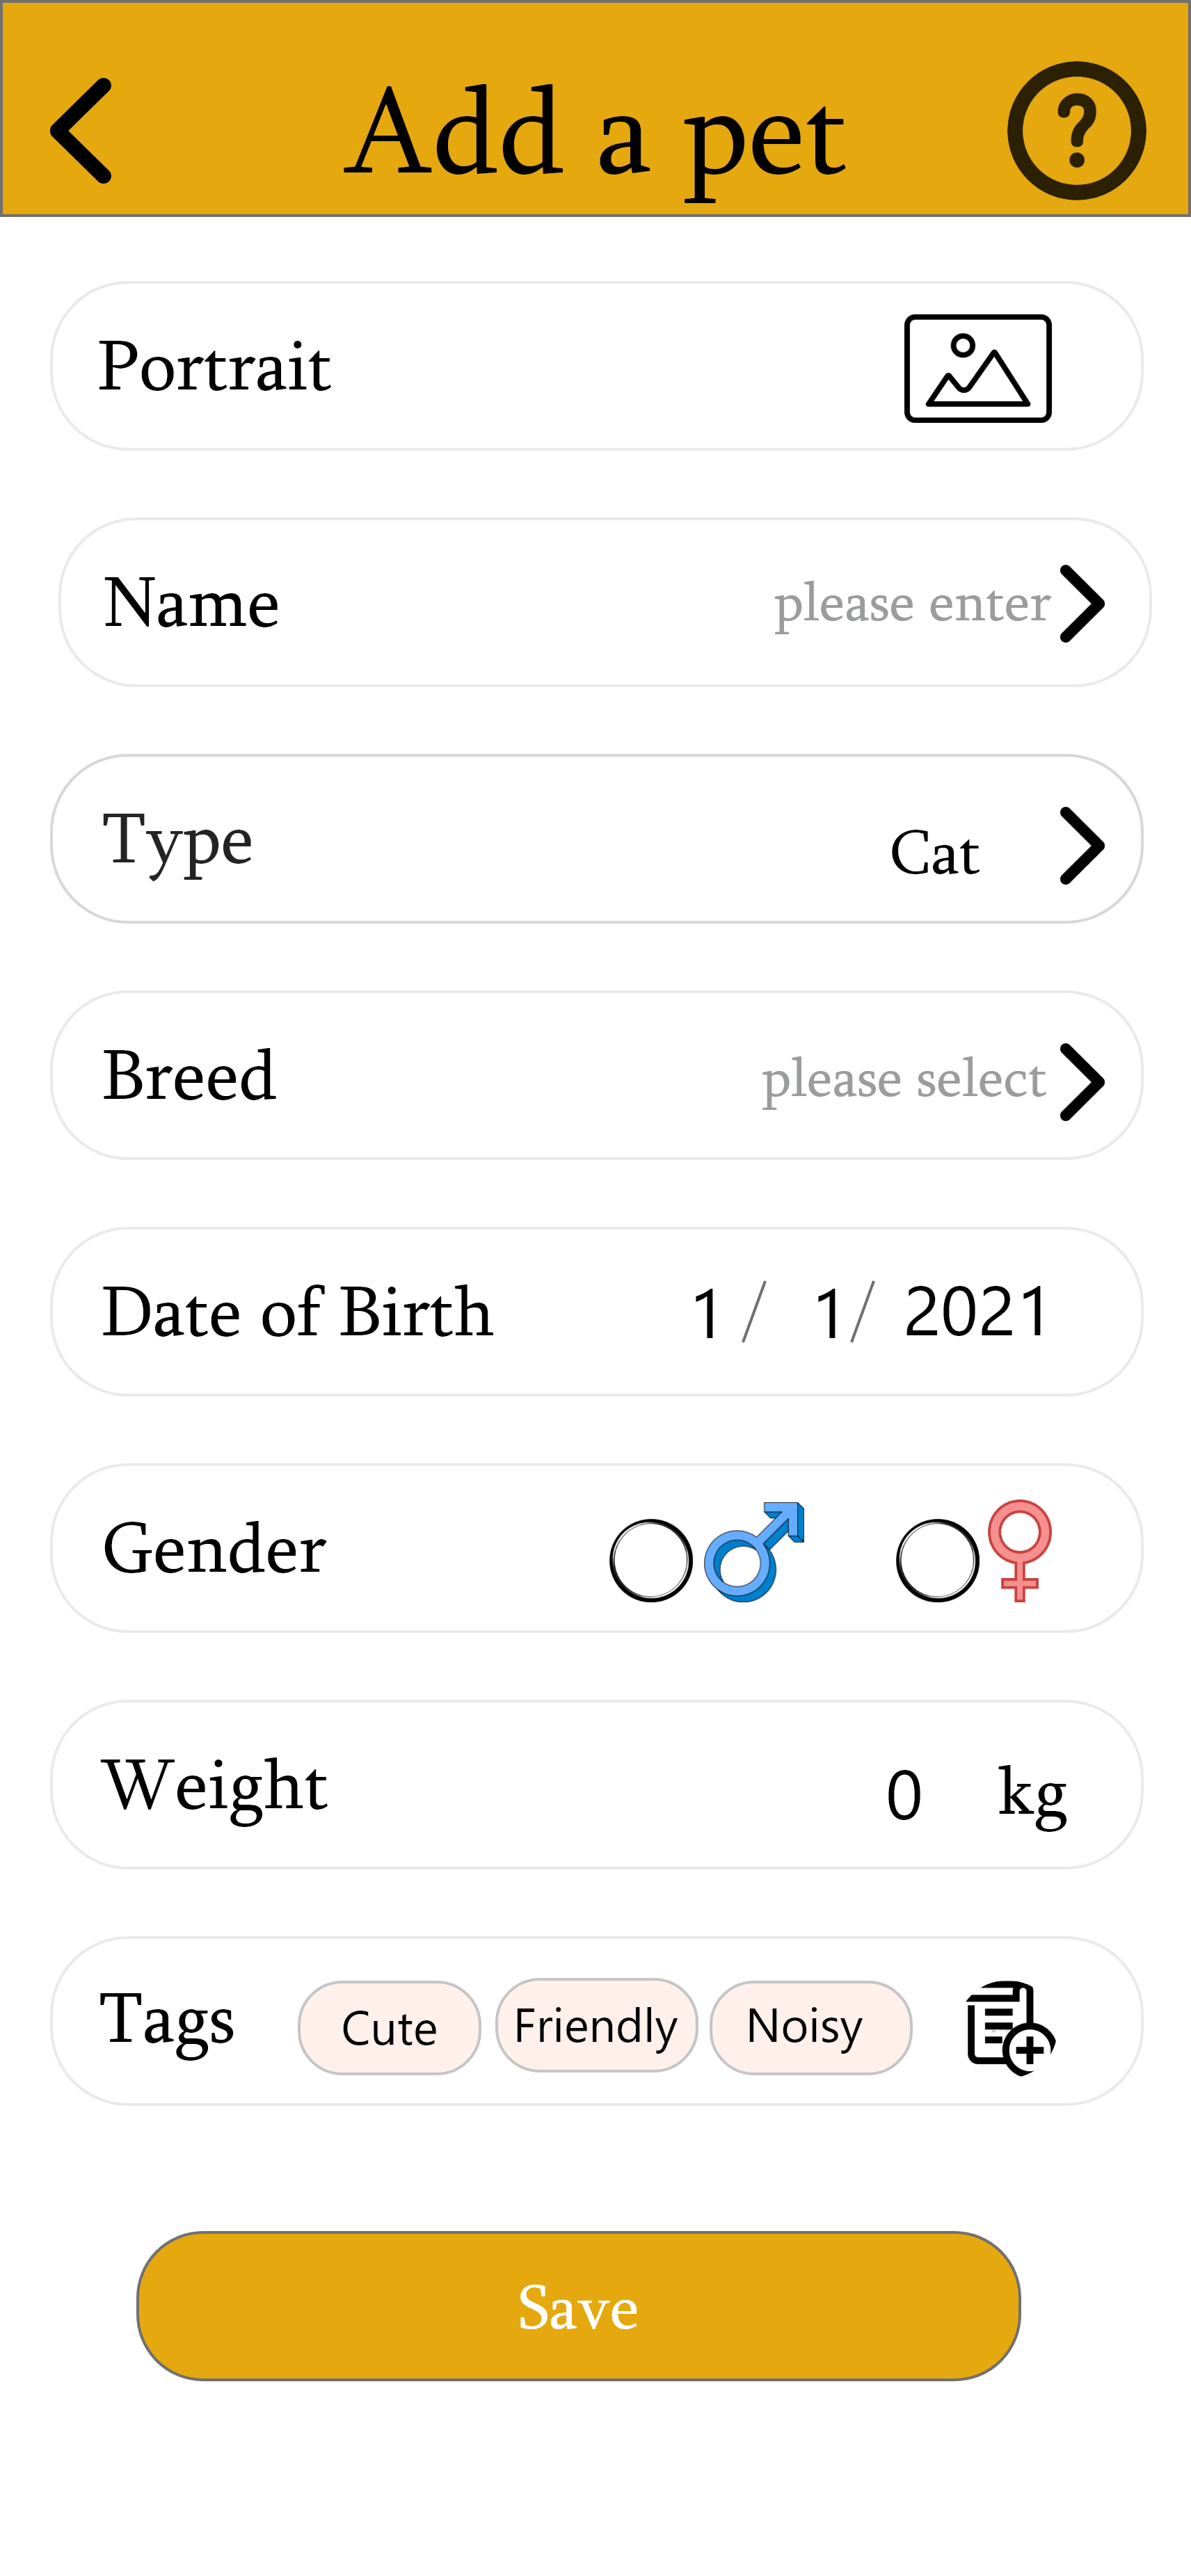 Add a pet ?
Portrait
Name please enter
Type Cat
Breed please select
Date of Birth 1 / 1 / 2021
Gender ♂ ♀
Weight 0 kg
Tags Cute Friendly Noisy
Save